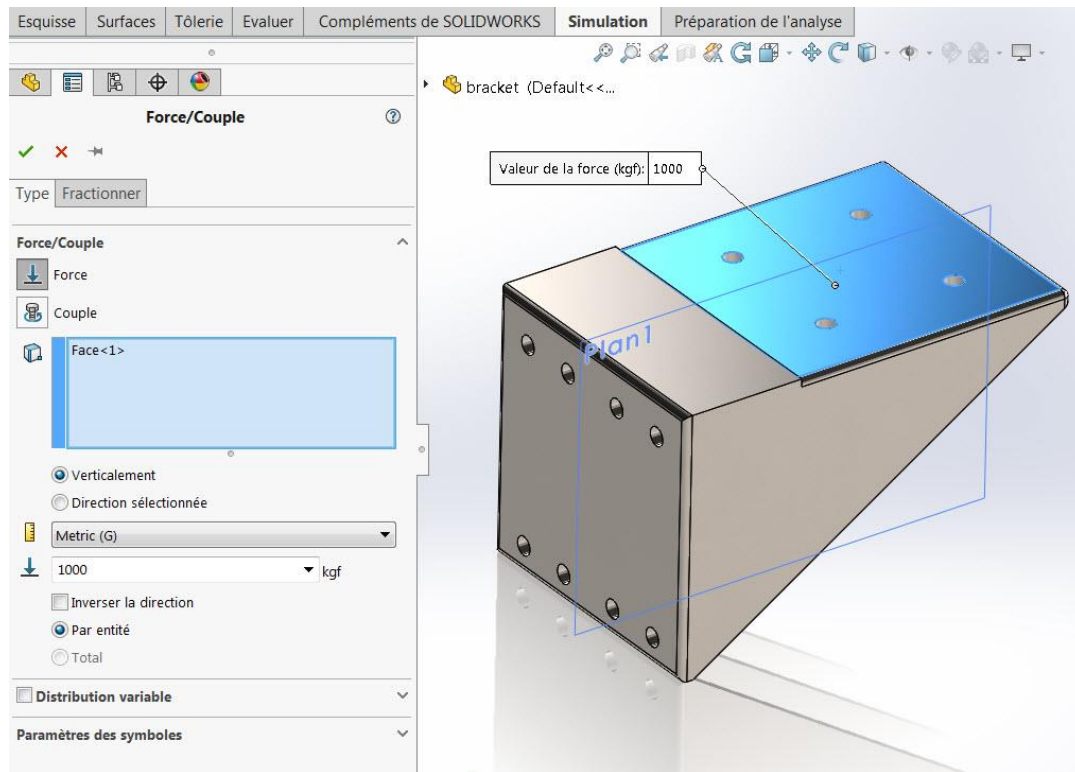 Esquisse Surfaces Tôlerie Evaluer Compléments de SOLIDWORKS Simulation Préparation de l'analyse
bracket (Default<<...
Force/Couple
Type Fractionner
Force/Couple
Force
Couple
Face<1>
Verticalement
Direction sélectionnée
Metric (G)
1000 kgf
Inverser la direction
Par entité
Total
Distribution variable
Paramètres des symboles
Valeur de la force (kgf): 1000
Plan1